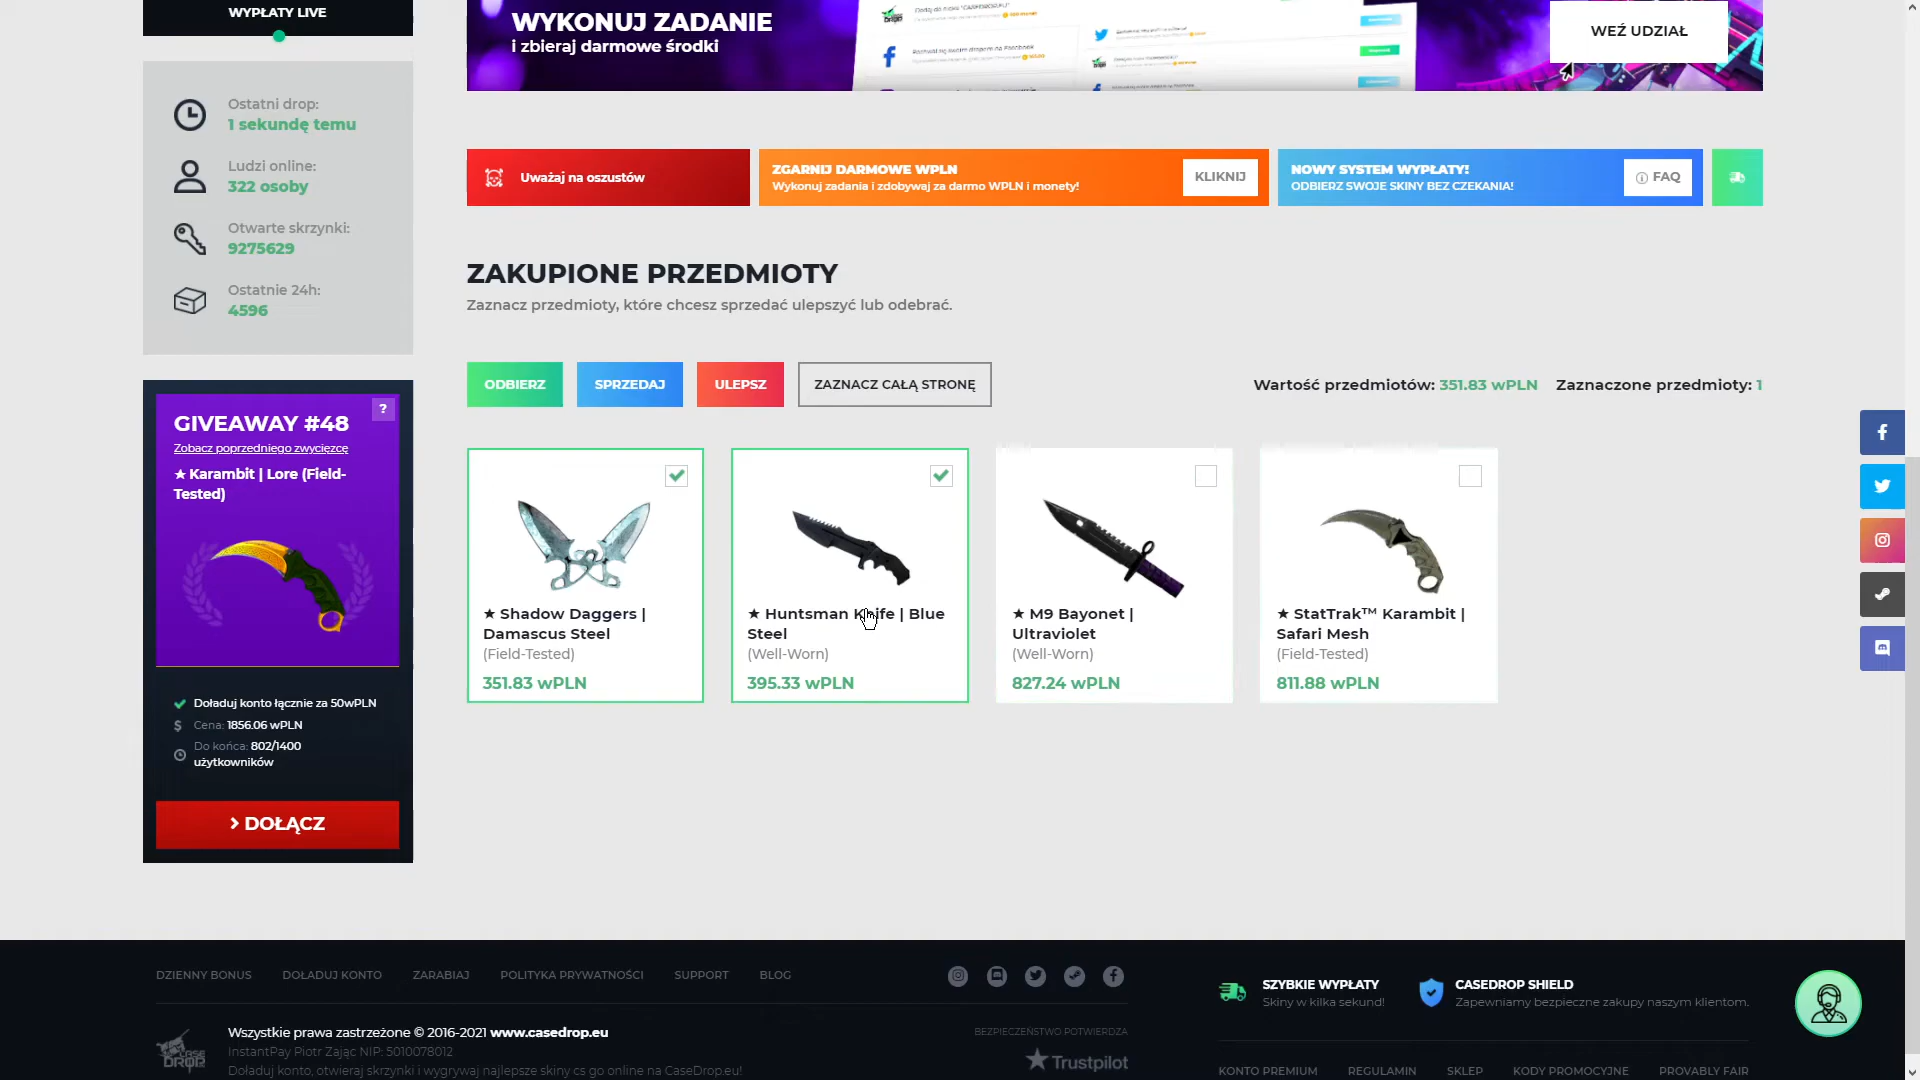 WYPŁATY LIVE
Ostatni drop:
1 sekundę temu
Ludzi online:
322 osoby
Otwarte skrzynki:
9275629
Ostatnie 24h:
4596
GIVEAWAY #48
?
Zobacz poprzedniego zwycięzcę
★ Karambit | Lore (Field-
Tested)
Doładuj konto łącznie za 50wPLN
Cena: 1856.06 wPLN
Do końca: 802/1400
użytkowników
DOŁĄCZ
WYKONUJ ZADANIE
i zbieraj darmowe środki
WEŹ UDZIAŁ
Uważaj na oszustów
ZGARNIJ DARMOWE WPLN
Wykonuj zadania i zdobywaj za darmo WPLN i monety!
KLIKNIJ
NOWY SYSTEM WYPŁATY!
ODBIERZ SWOJE SKINY BEZ CZEKANIA!
FAQ
ZAKUPIONE PRZEDMIOTY
Zaznacz przedmioty, które chcesz sprzedać ulepszyć lub odebrać.
ODBIERZ
SPRZEDAJ
ULEPSZ
ZAZNACZ CAŁĄ STRONĘ
Wartość przedmiotów: 351.83 wPLN
Zaznaczone przedmioty: 1
★ Shadow Daggers |
Damascus Steel
(Field-Tested)
351.83 wPLN
★ Huntsman Knife | Blue
Steel
(Well-Worn)
395.33 wPLN
★ M9 Bayonet |
Ultraviolet
(Well-Worn)
827.24 wPLN
★ StatTrak™ Karambit |
Safari Mesh
(Field-Tested)
811.88 wPLN
DZIENNY BONUS
DOŁADUJ KONTO
ZARABIAJ
POLITYKA PRYWATNOŚCI
SUPPORT
BLOG
SZYBKIE WYPŁATY
Skiny w kilka sekund!
CASEDROP SHIELD
Zapewniamy bezpieczne zakupy naszym klientom.
CASE
DROP
Wszystkie prawa zastrzeżone © 2016-2021 www.casedrop.eu
InstantPay Piotr Zając NIP: 5010078012
Doładuj konto, otwieraj skrzynki i wygrywaj najlepsze skiny cs go online na CaseDrop.eu!
BEZPIECZEŃSTWO POTWIERDZA
Trustpilot
KONTO PREMIUM
REGULAMIN
SKLEP
KODY PROMOCYJNE
PROVABLY FAIR